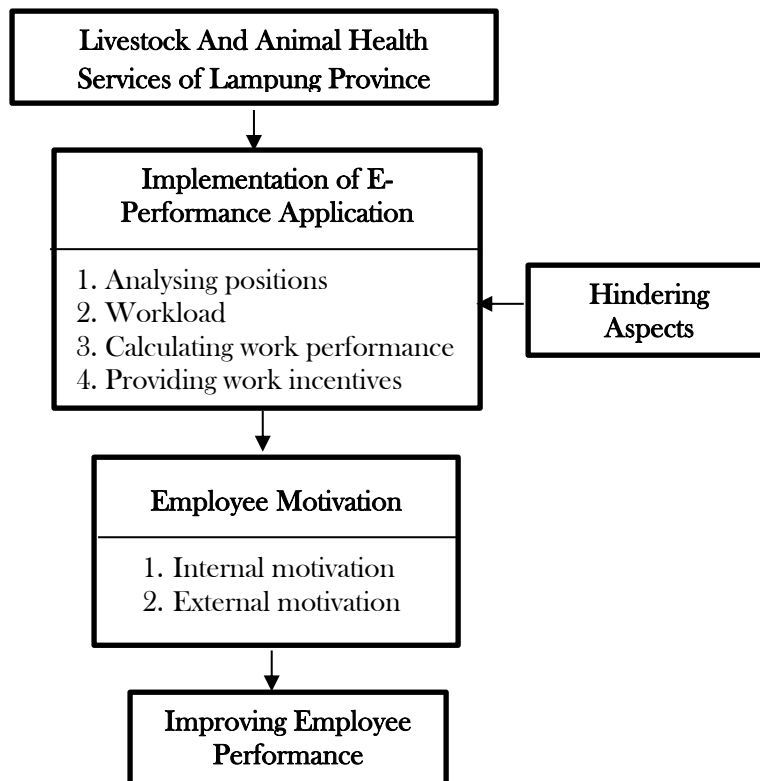 Livestock And Animal Health
Services of Lampung Province
Implementation of E-
Performance Application
1. Analysing positions
2. Workload
3. Calculating work performance
4. Providing work incentives
Hindering
Aspects
Employee Motivation
1. Internal motivation
2. External motivation
Improving Employee
Performance